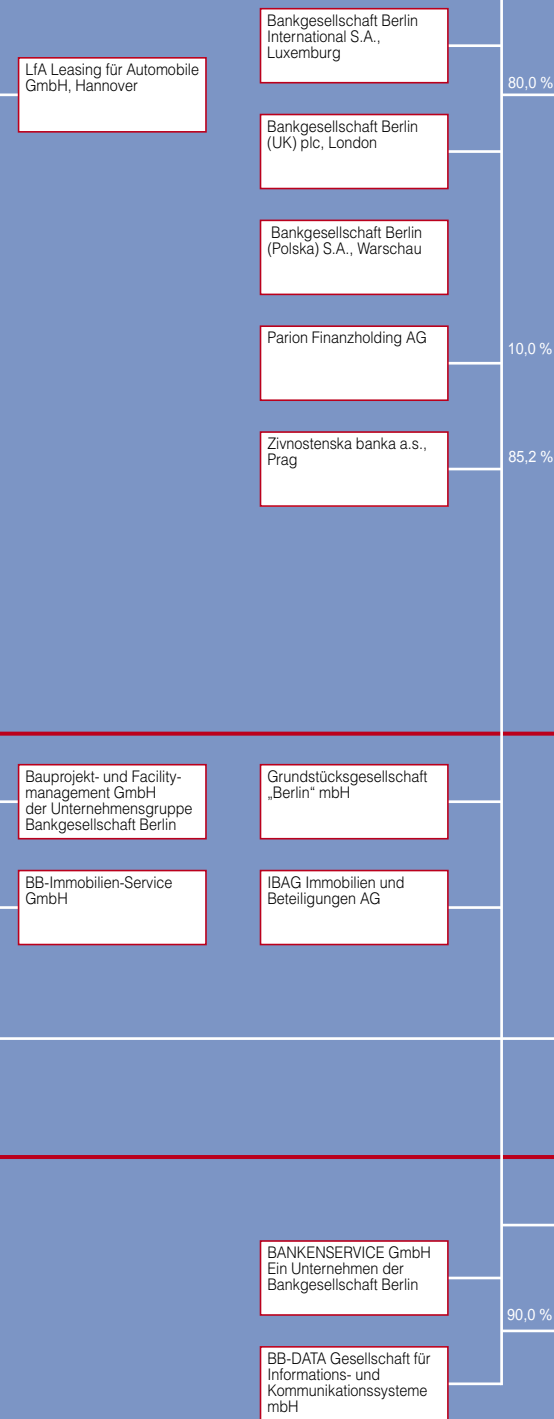 Bankgesellschaft Berlin
International S.A.,
Luxemburg
LfA Leasing für Automobile
GmbH, Hannover
80,0 %
Bankgesellschaft Berlin
(UK) plc, London
Bankgesellschaft Berlin
(Polska) S.A., Warschau
Parion Finanzholding AG
10,0 %
Zivnostenska banka a.s.,
Prag
85,2 %
Bauprojekt- und Facility-
management GmbH
der Unternehmensgruppe
Bankgesellschaft Berlin
Grundstücksgesellschaft
„Berlin“ mbH
BB-Immobilien-Service
GmbH
IBAG Immobilien und
Beteiligungen AG
BANKENSERVICE GmbH
Ein Unternehmen der
Bankgesellschaft Berlin
90,0 %
BB-DATA Gesellschaft für
Informations- und
Kommunikationssysteme
mbH